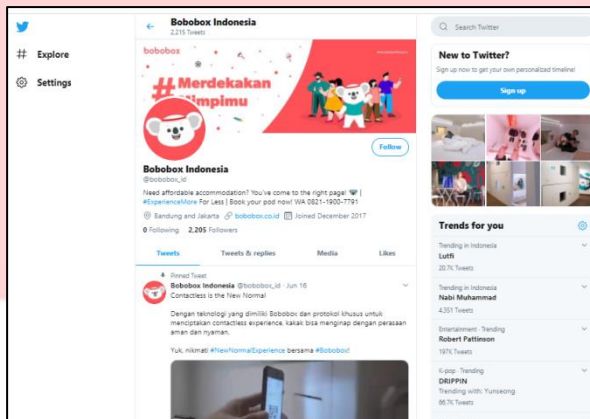 Explore
Settings
Bobobox Indonesia
2,215 Tweets
bobobox
#Merdekakan
Mimpimu
Follow
Bobobox Indonesia
@bobobox_id
Need affordable accommodation? You've come to the right page! |
#ExperienceMore For Less | Book your pod now! WA 0821-1900-7791
Bandung and Jakarta bobobox.co.id Joined December 2017
0 Following 2,205 Followers
Tweets Tweets & replies Media Likes
Pinned Tweet
Bobobox Indonesia @bobobox_id · Jun 16
Contactless is the New Normal
Dengan teknologi yang dimiliki Bobobox dan protokol khusus untuk
menciptakan contactless experience, kakak bisa menginap dengan perasaan
aman dan nyaman.
Yuk, nikmati #NewNormalExperience bersama #Bobobox!
Search Twitter
New to Twitter?
Sign up now to get your own personalized timeline!
Sign up
Trends for you
Trending in Indonesia
Lutfi
20.7K Tweets
Trending in Indonesia
Nabi Muhammad
4,351 Tweets
Entertainment · Trending
Robert Pattinson
197K Tweets
K-pop · Trending
DRIPPIN
Trending with: Yunseong
66.7K Tweets